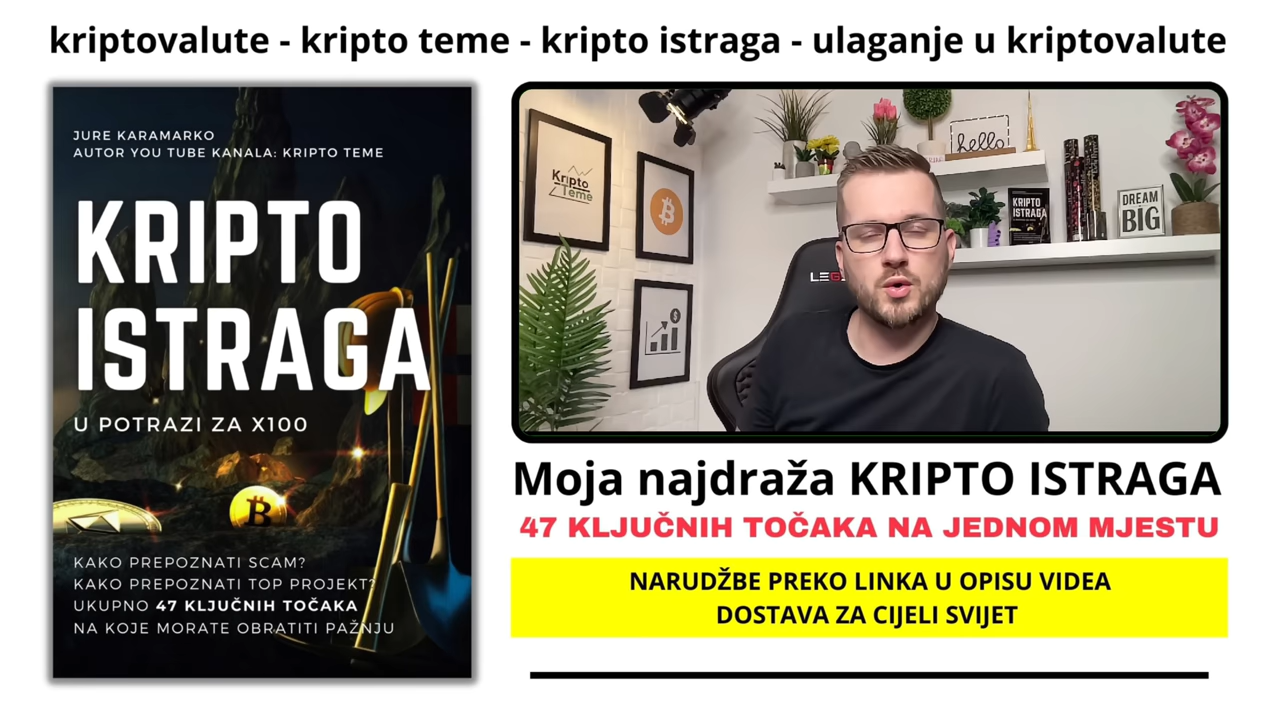 kriptovalute - kripto teme - kripto istraga - ulaganje u kriptovalute
JURE KARAMARKO
AUTOR YOU TUBE KANALA: KRIPTO TEME
KRIPTO
ISTRAGA
U POTRAZI ZA X100
KAKO PREPOZNATI SCAM?
KAKO PREPOZNATI TOP PROJEKT?
UKUPNO 47 KLJUČNIH TOČAKA
NA KOJE MORATE OBRATITI PAŽNJU
Kripto
Teme
hello
KRIPTO
ISTRAGA
DREAM
BIG
Moja najdraža KRIPTO ISTRAGA
47 KLJUČNIH TOČAKA NA JEDNOM MJESTU
NARUDŽBE PREKO LINKA U OPISU VIDEA
DOSTAVA ZA CIJELI SVIJET